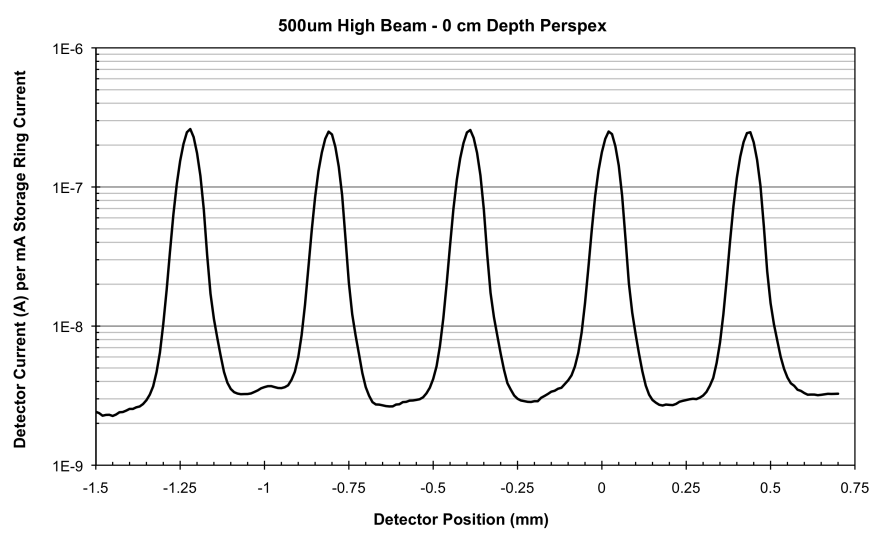 500um High Beam - 0 cm Depth Perspex
Detector Current (A) per mA Storage Ring Current
1E-6
1E-7
1E-8
1E-9
-1.5 -1.25 -1 -0.75 -0.5 -0.25 0 0.25 0.5 0.75
Detector Position (mm)